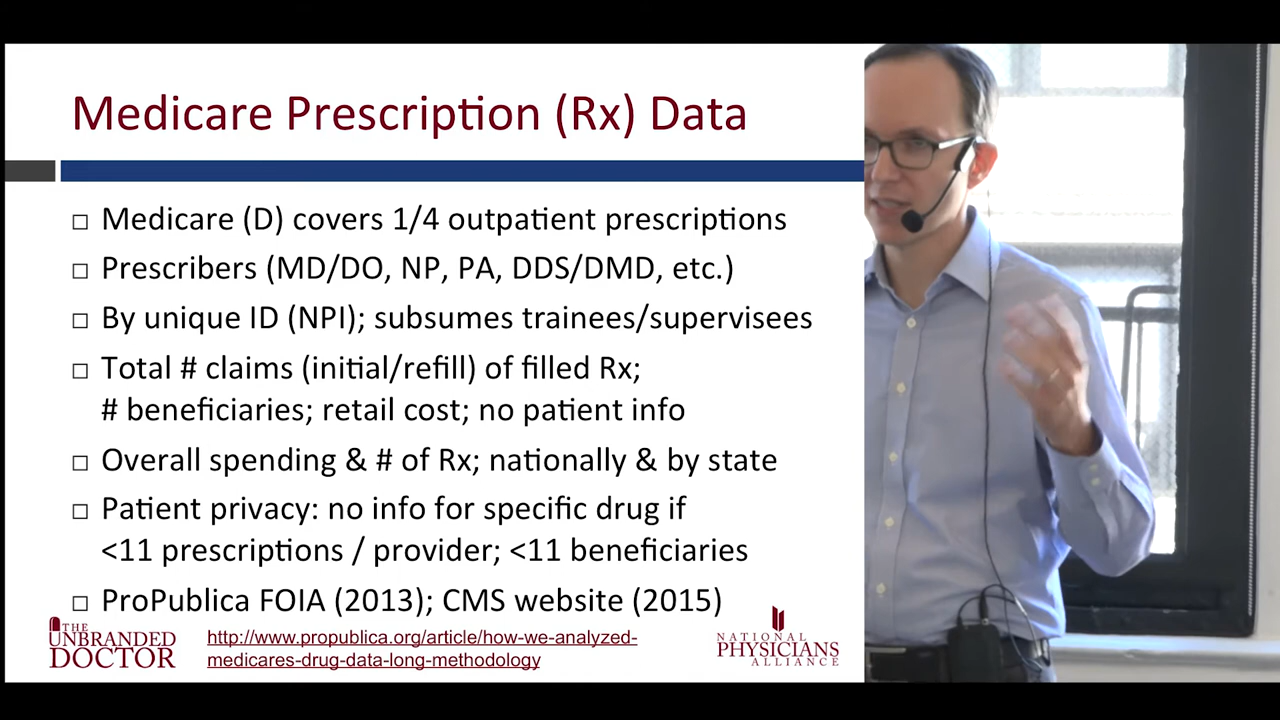 Medicare Prescription (Rx) Data
□ Medicare (D) covers 1/4 outpatient prescriptions
□ Prescribers (MD/DO, NP, PA, DDS/DMD, etc.)
□ By unique ID (NPI); subsumes trainees/supervisees
□ Total # claims (initial/refill) of filled Rx;
# beneficiaries; retail cost; no patient info
□ Overall spending & # of Rx; nationally & by state
□ Patient privacy: no info for specific drug if
<11 prescriptions / provider; <11 beneficiaries
□ ProPublica FOIA (2013); CMS website (2015)
THE
UNBRANDED
DOCTOR
http://www.propublica.org/article/how-we-analyzed-
medicares-drug-data-long-methodology
NATIONAL
PHYSICIANS
ALLIANCE